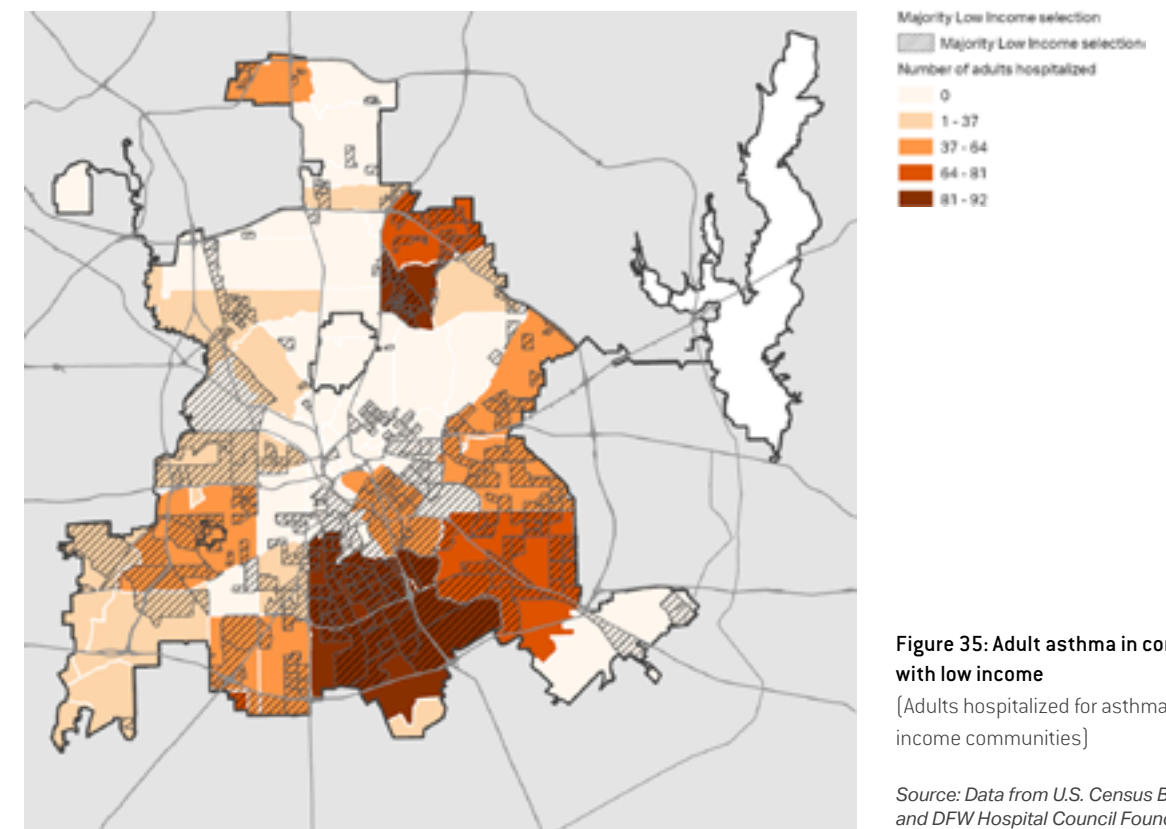 Majority Low Income selection
Majority Low Income selection
Number of adults hospitalized
0
1 - 37
37 - 64
64 - 81
81 - 92
Figure 35: Adult asthma in co
with low income
(Adults hospitalized for asthma
income communities)
Source: Data from U.S. Census B
and DFW Hospital Council Foun